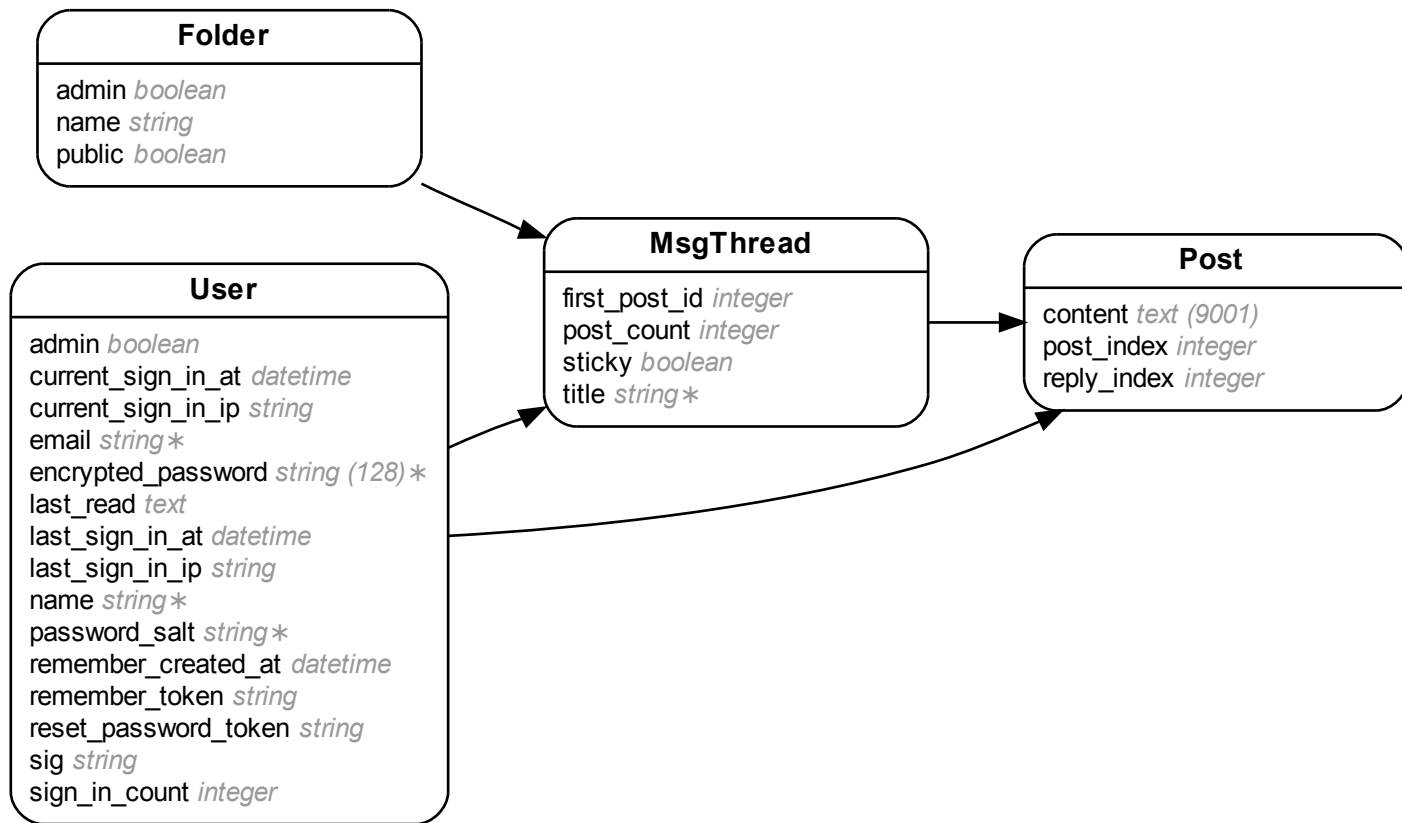 Folder
admin boolean
name string
public boolean
User
admin boolean
current_sign_in_at datetime
current_sign_in_ip string
email string∗
encrypted_password string (128)∗
last_read text
last_sign_in_at datetime
last_sign_in_ip string
name string∗
password_salt string∗
remember_created_at datetime
remember_token string
reset_password_token string
sig string
sign_in_count integer
MsgThread
first_post_id integer
post_count integer
sticky boolean
title string∗
Post
content text (9001)
post_index integer
reply_index integer